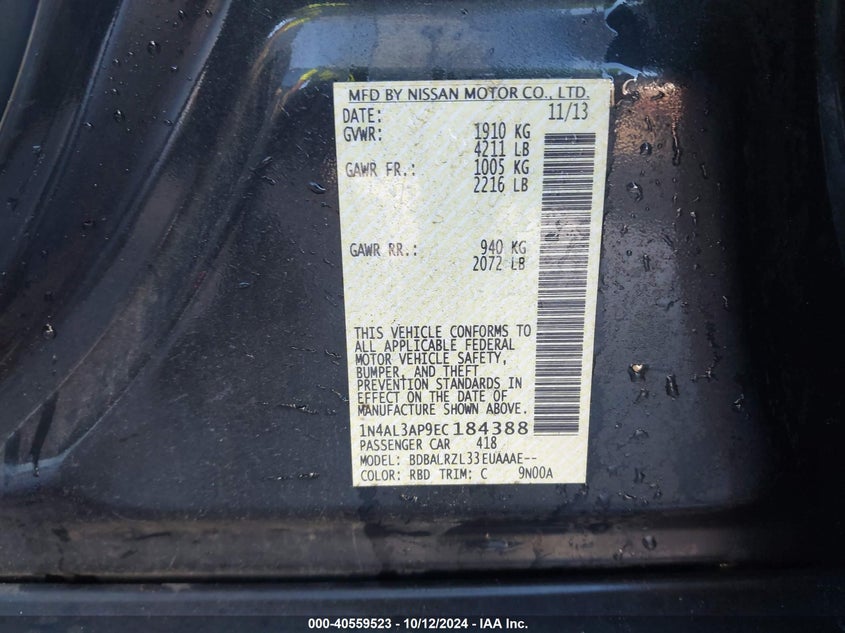 MFD BY NISSAN MOTOR CO., LTD.
DATE: 11/13
GVWR: 1910 KG
4211 LB
GAWR FR.: 1005 KG
2216 LB
GAWR RR.: 940 KG
2072 LB
THIS VEHICLE CONFORMS TO
ALL APPLICABLE FEDERAL
MOTOR VEHICLE SAFETY,
BUMPER, AND THEFT
PREVENTION STANDARDS IN
EFFECT ON THE DATE OF
MANUFACTURE SHOWN ABOVE.
1N4AL3AP9EC184388
PASSENGER CAR 418
MODEL: BDBALRZL33EUAAAE--
COLOR: RBD TRIM: C 9N00A
000-40559523 - 10/12/2024 - IAA Inc.